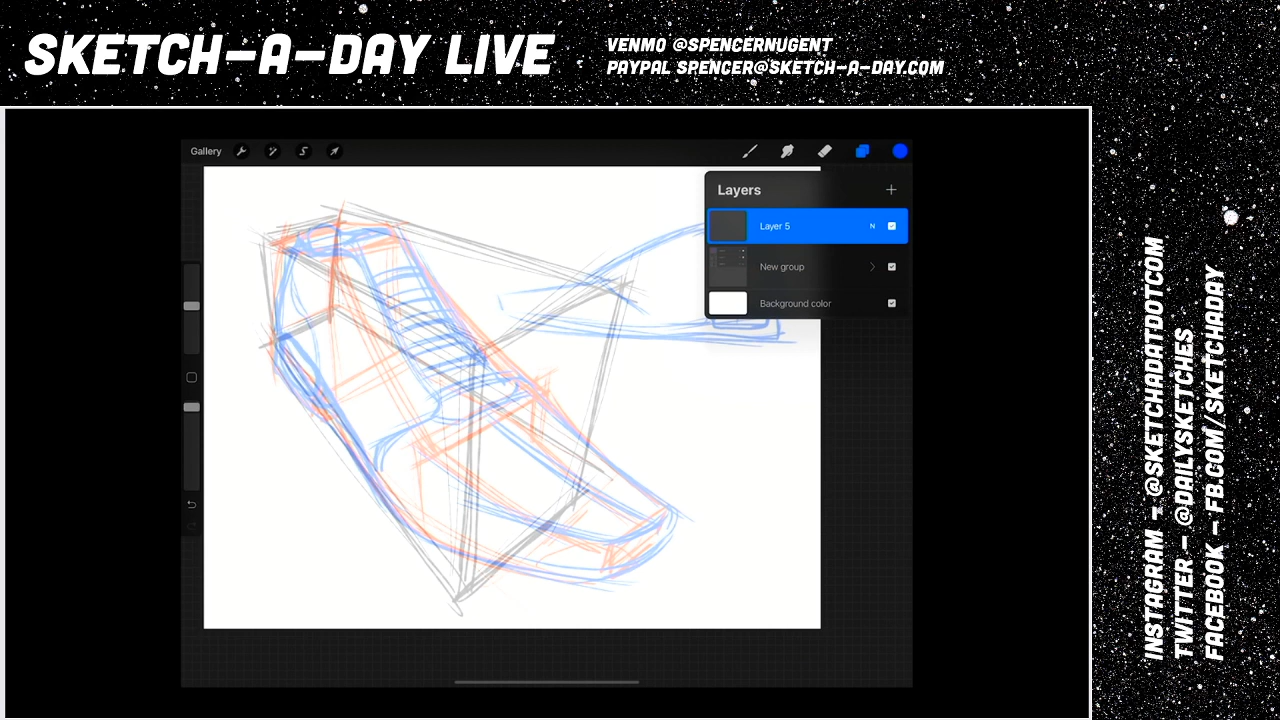 SKETCH-A-DAY LIVE
VENMO @SPENCERNUGENT
PAYPAL SPENCER@SKETCH-A-DAY.COM
Gallery
Layers
Layer 5
N
New group
Background color
INSTAGRAM - @SKETCHADAYDOTCOM
TWITTER - @DAILYSKETCHES
FACEBOOK - FB.COM/SKETCHADAY